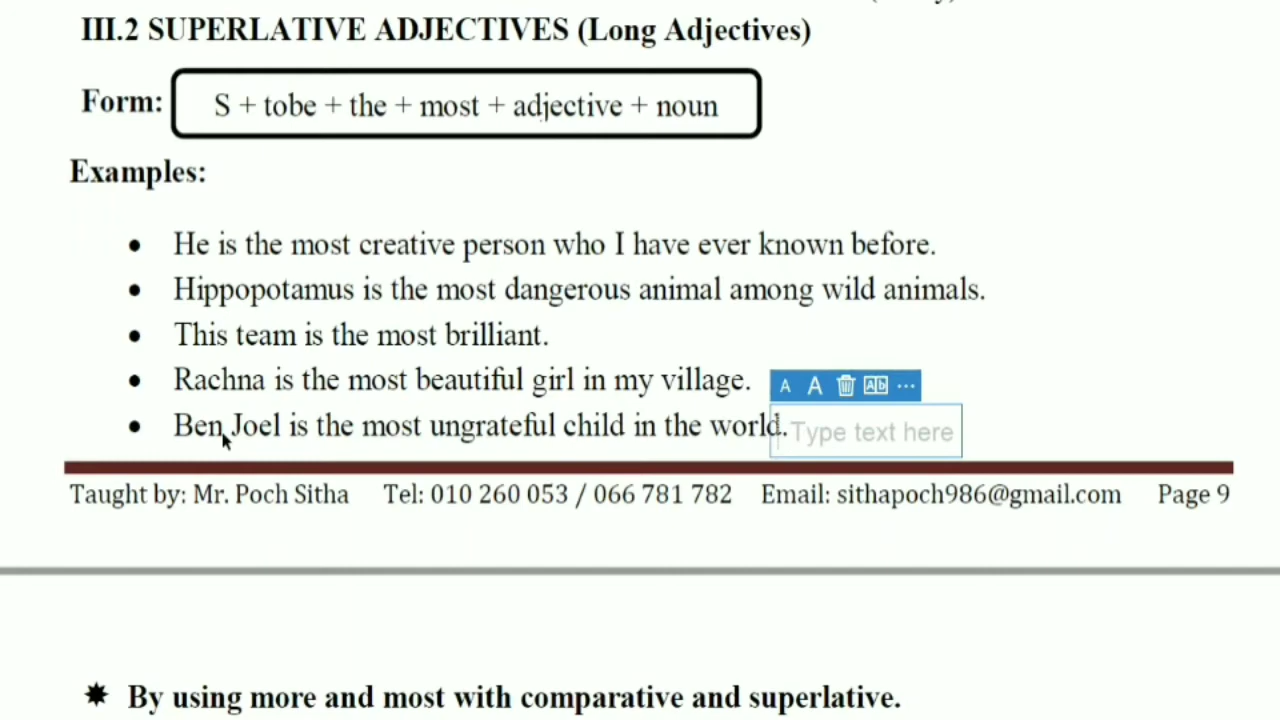 III.2 SUPERLATIVE ADJECTIVES (Long Adjectives)
Form: S + tobe + the + most + adjective + noun
Examples:
• He is the most creative person who I have ever known before.
• Hippopotamus is the most dangerous animal among wild animals.
• This team is the most brilliant.
• Rachna is the most beautiful girl in my village.
A A Ab ...
• Ben Joel is the most ungrateful child in the world.
Type text here
Taught by: Mr. Poch Sitha Tel: 010 260 053 / 066 781 782 Email: sithapoch986@gmail.com Page 9
✸ By using more and most with comparative and superlative.